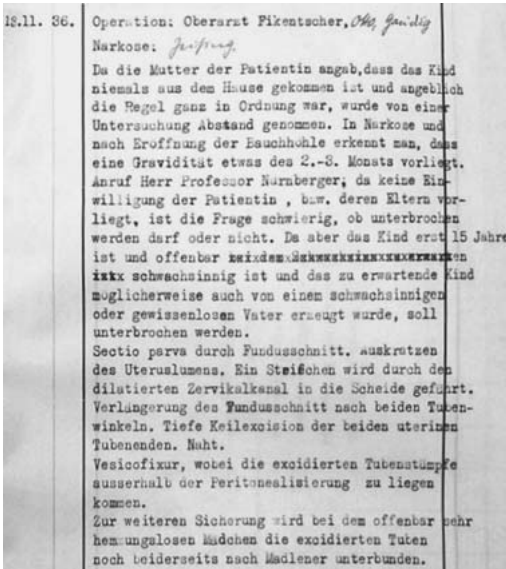 18.11. 36. Operation: Oberarzt Fikentscher,
Narkose:
Da die Mutter der Patientin angab,dass das Kind
niemals aus dem Hause gekommen ist und angeblich
die Regel ganz in Ordnung war, wurde von einer
Untersuchung Abstand genommen. In Narkose und
nach Eröffnung der Bauchhöhle erkennt man, dass
eine Gravidität etwas des 2.-3. Monats vorliegt.
Anruf Herr Professor Nürnberger; da keine Ein-
willigung der Patientin , bzw. deren Eltern vor-
liegt, ist die Frage schwierig, ob unterbrochen
werden darf oder nicht. Da aber das Kind erst 15 Jahre
ist und offenbar
schwachsinnig ist und das zu erwartende Kind
möglicherweise auch von einem schwachsinnigen
oder gewissenlosen Vater erzeugt wurde, soll
unterbrochen werden.
Sectio parva durch Fundusschnitt. Auskratzen
des Uteruslumens. Ein Streifchen wird durch den
dilatierten Zervikalkanal in die Scheide geführt.
Verlängerung des Fundusschnitt nach beiden Tuben-
winkeln. Tiefe Keilexcision der beiden uterinen
Tubenenden. Naht.
Vesicofixur, wobei die excidierten Tubenstümpfe
ausserhalb der Peritonealisierung zu liegen
kommen.
Zur weiteren Sicherung wird bei dem offenbar sehr
hemmungslosen Mädchen die excidierten Tuben
noch beiderseits nach Madlener unterbunden.